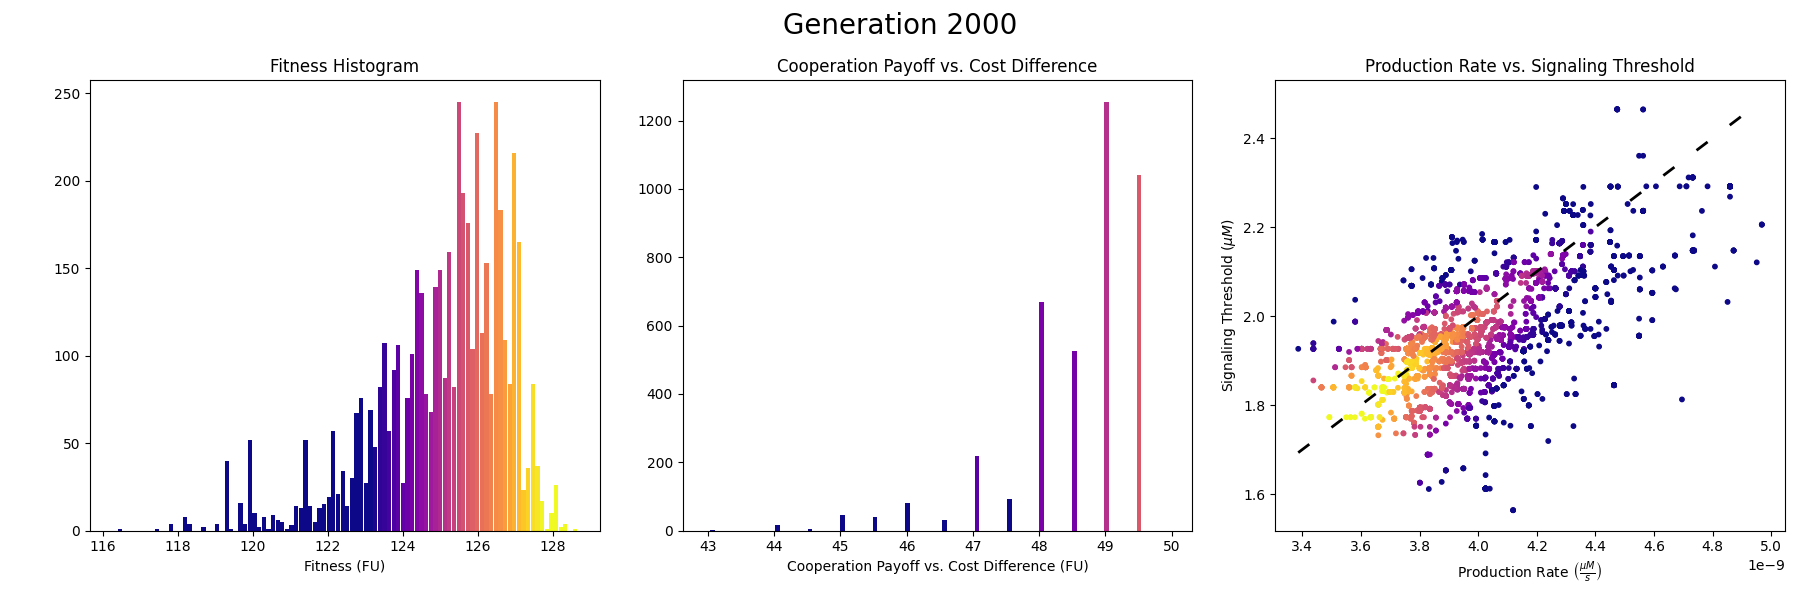 Generation 2000
Fitness Histogram
250
200
150
100
50
0
116 118 120 122 124 126 128
Fitness (FU)
Cooperation Payoff vs. Cost Difference
1200
1000
800
600
400
200
0
43 44 45 46 47 48 49 50
Cooperation Payoff vs. Cost Difference (FU)
Production Rate vs. Signaling Threshold
Signaling Threshold (μM)
2.4
2.2
2.0
1.8
1.6
3.4 3.6 3.8 4.0 4.2 4.4 4.6 4.8 5.0
1e−9
Production Rate (μM/s)